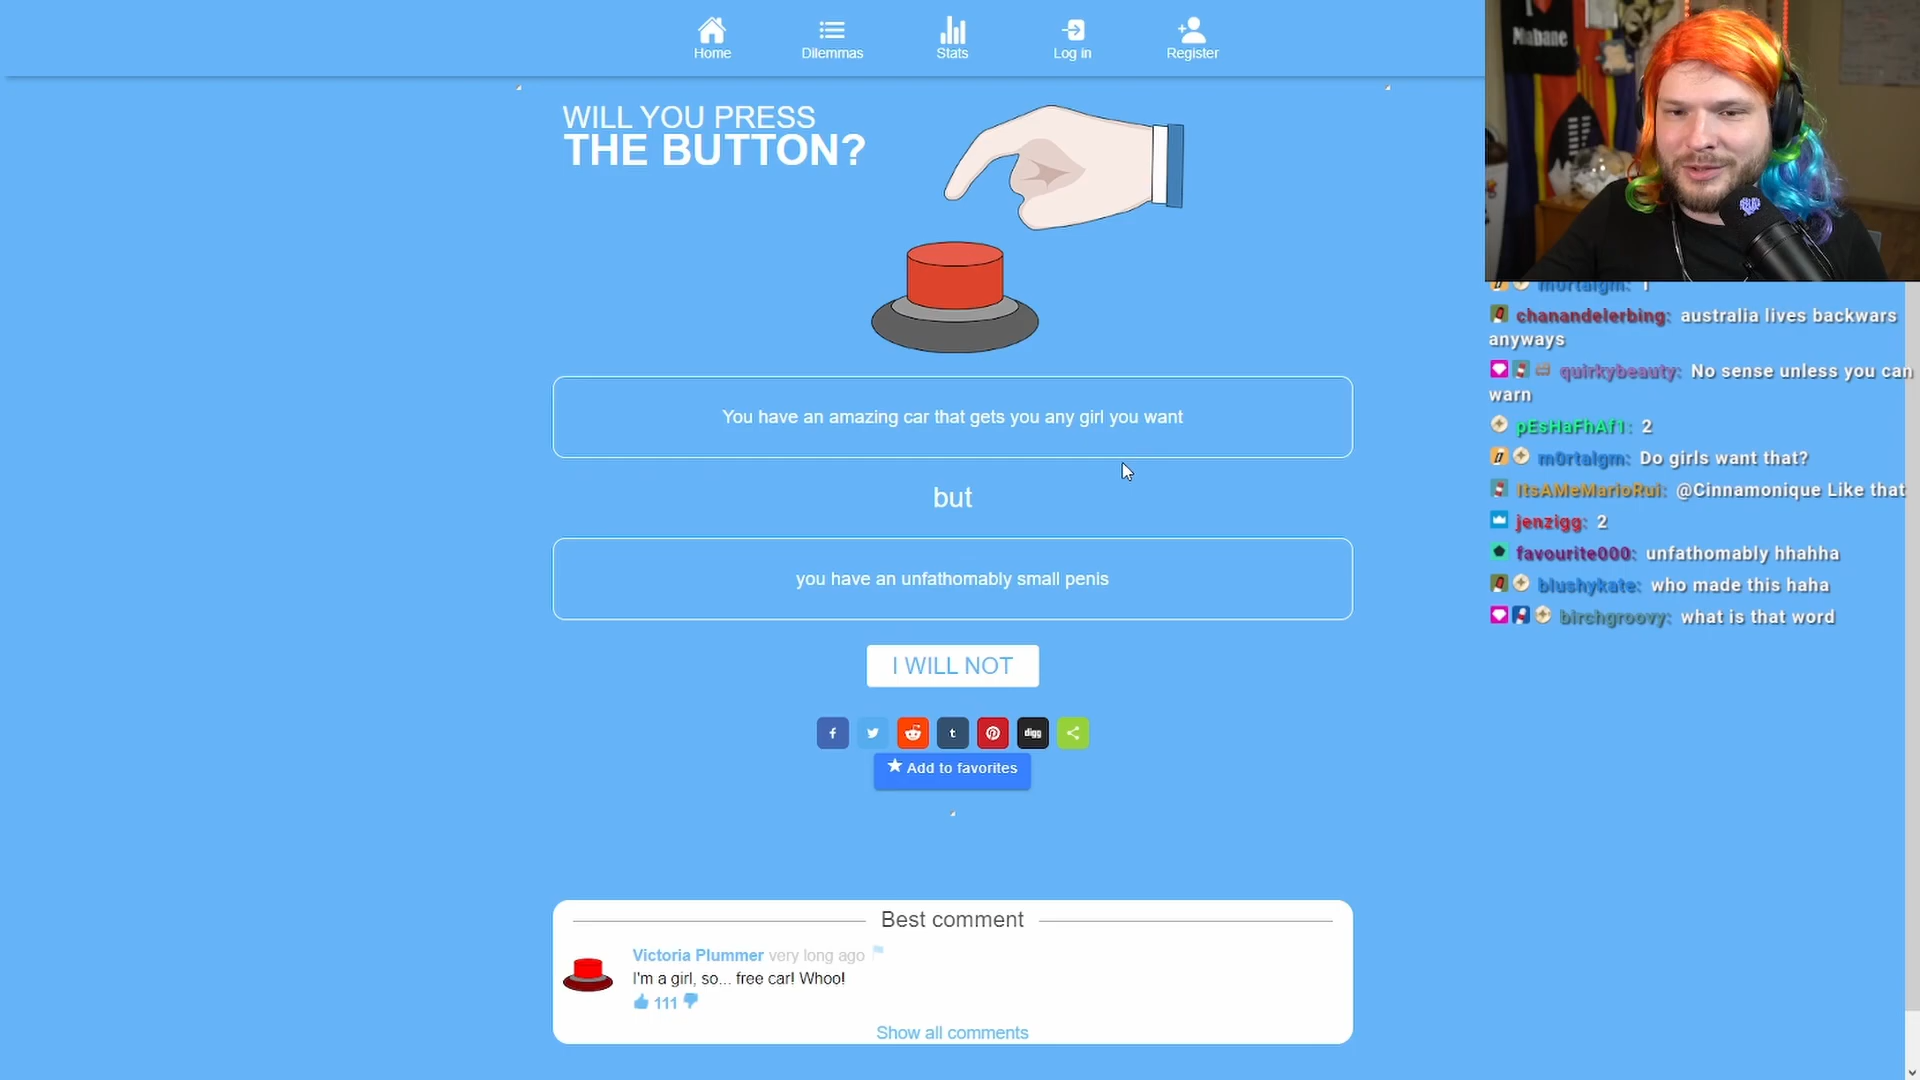 Home
Dilemmas
Stats
Log in
Register
WILL YOU PRESS
THE BUTTON?
You have an amazing car that gets you any girl you want
but
you have an unfathomably small penis
I WILL NOT
digg
Add to favorites
Best comment
Victoria Plummer very long ago
I'm a girl, so... free car! Whoo!
111
Show all comments
Mbabane
m0rtalgm: 1
chanandelerbing: australia lives backwars
anyways
quirkybeauty: No sense unless you can
warn
pEsHaFhAf1: 2
m0rtalgm: Do girls want that?
ItsAMeMarioRui: @Cinnamonique Like that
jenzigg: 2
favourite000: unfathomably hhahha
blushykate: who made this haha
birchgroovy: what is that word